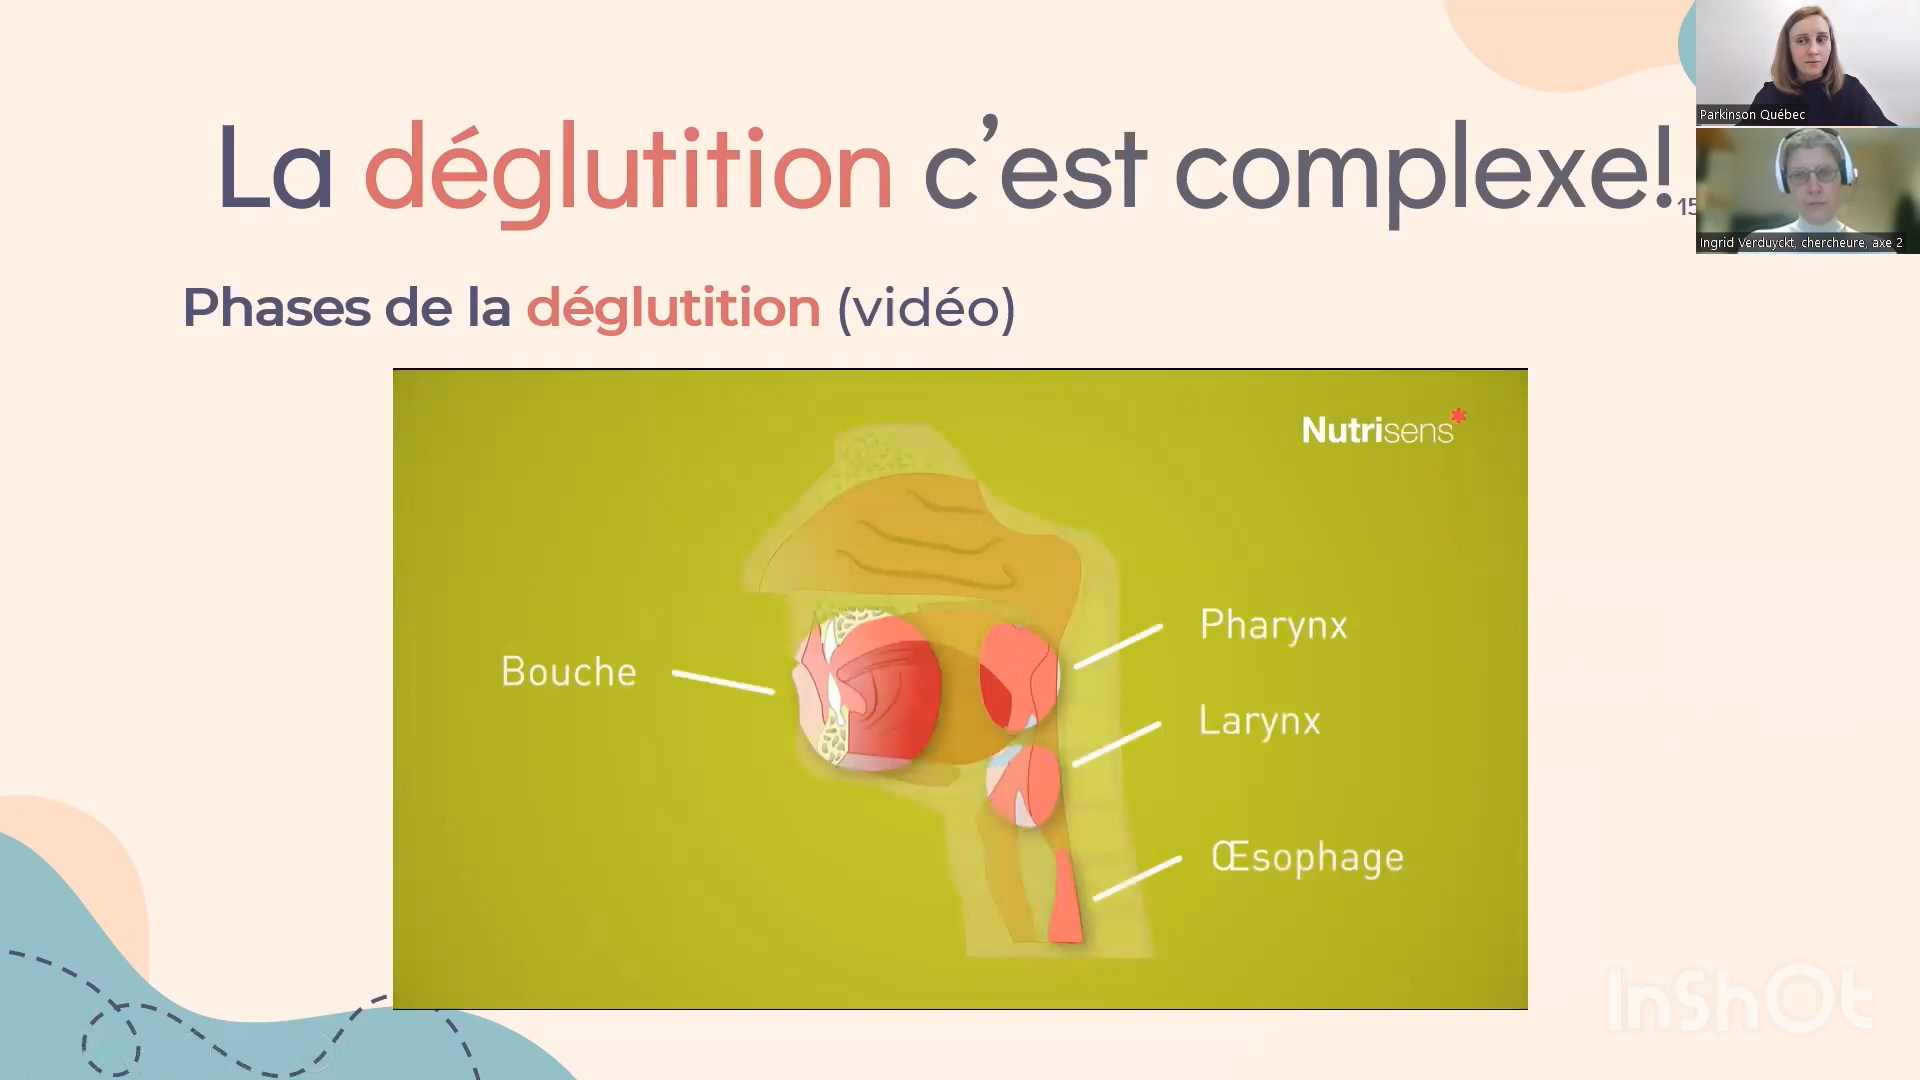 La déglutition c’est complexe!
15
Parkinson Québec
Ingrid Verduyckt, chercheure, axe 2
Phases de la déglutition (vidéo)
Nutrisens*
Bouche
Pharynx
Larynx
Œsophage
InShOt